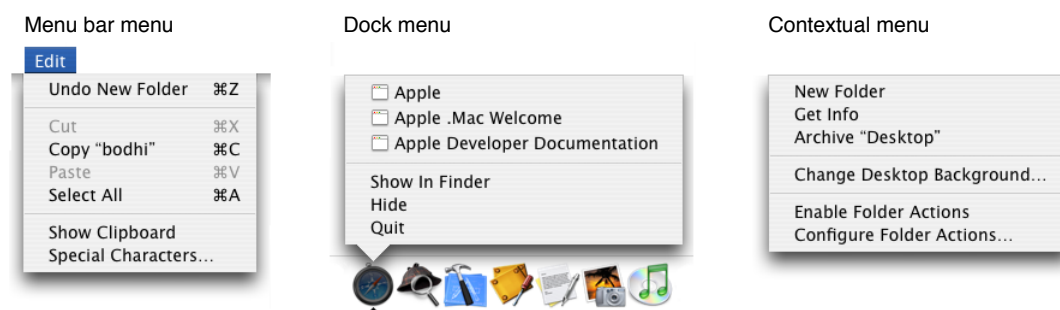 Menu bar menu
Edit
Undo New Folder ⌘Z
Cut ⌘X
Copy “bodhi” ⌘C
Paste ⌘V
Select All ⌘A
Show Clipboard
Special Characters…
Dock menu
Apple
Apple .Mac Welcome
Apple Developer Documentation
Show In Finder
Hide
Quit
Contextual menu
New Folder
Get Info
Archive “Desktop”
Change Desktop Background…
Enable Folder Actions
Configure Folder Actions…